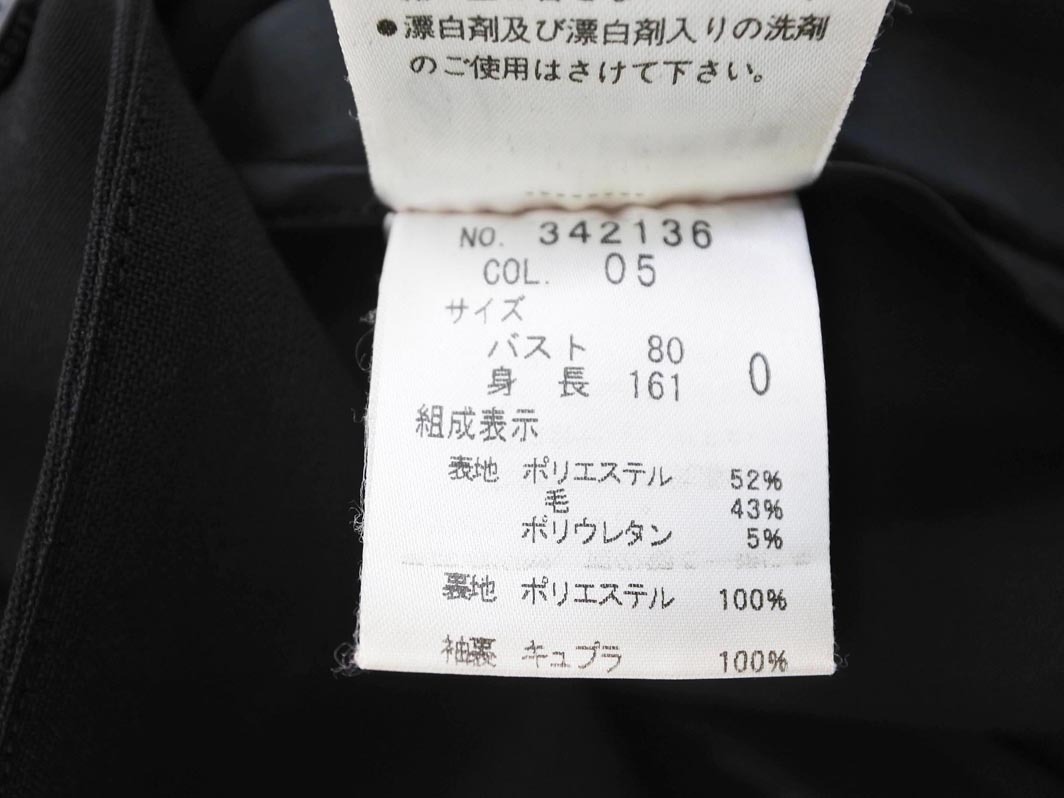 ●漂白剤及び漂白剤入りの洗剤
のご使用はさけて下さい。
NO. 342136
COL. 05
サイズ
バスト 80
身 長 161 0
組成表示
表地 ポリエステル 52%
毛 43%
ポリウレタン 5%
裏地 ポリエステル 100%
袖裏 キュプラ 100%